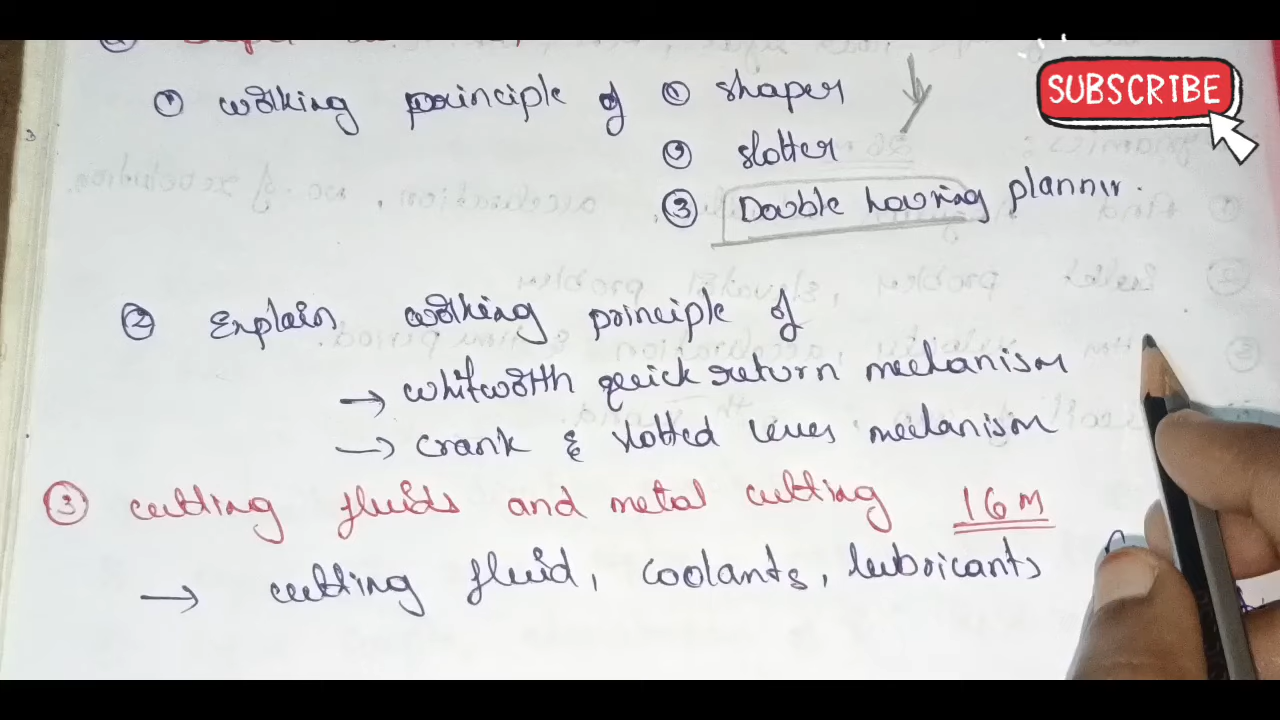 ① working principle of ① shaper
② slotter
③ Double housing plannir.
② Explain working principle of
→ whitworth quick return mechanism
→ crank & slotted lever mechanism
③ cutting fluids and metal cutting 16M
→ cutting fluid, coolants, lubricants
SUBSCRIBE